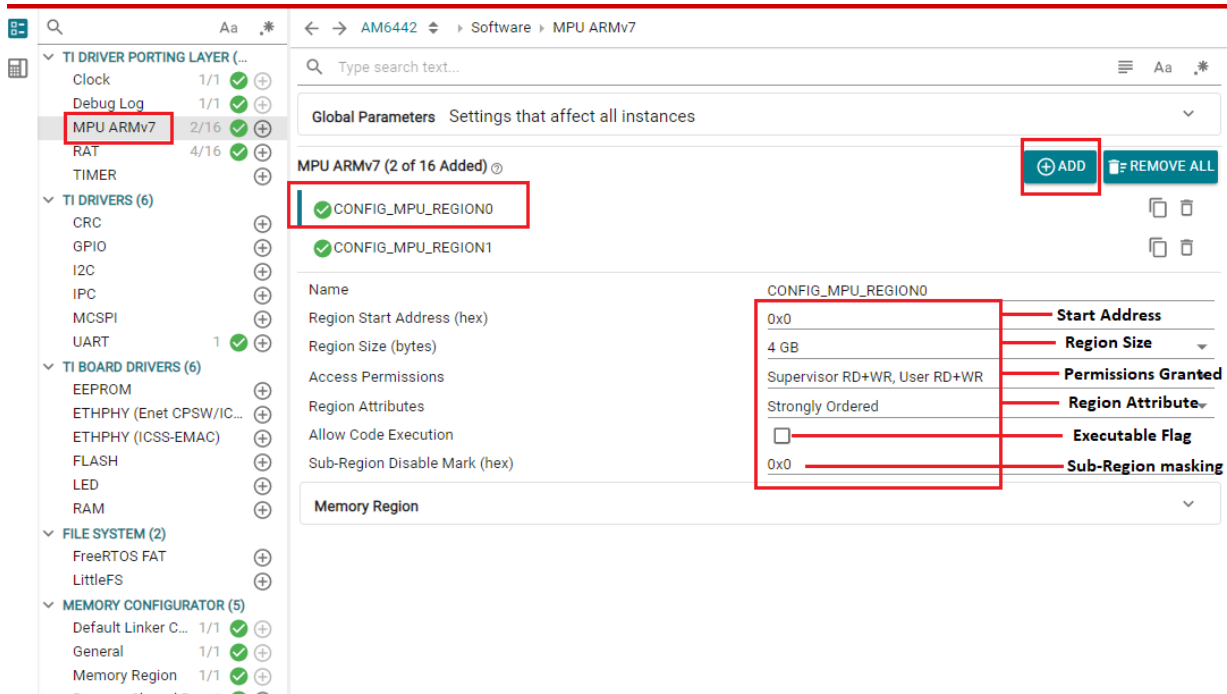 Aa .*
TI DRIVER PORTING LAYER (...
Clock 1/1
Debug Log 1/1
MPU ARMv7 2/16
RAT 4/16
TIMER
TI DRIVERS (6)
CRC
GPIO
I2C
IPC
MCSPI
UART 1
TI BOARD DRIVERS (6)
EEPROM
ETHPHY (Enet CPSW/IC...
ETHPHY (ICSS-EMAC)
FLASH
LED
RAM
FILE SYSTEM (2)
FreeRTOS FAT
LittleFS
MEMORY CONFIGURATOR (5)
Default Linker C... 1/1
General 1/1
Memory Region 1/1
AM6442 Software MPU ARMv7
Type search text... Aa .*
Global Parameters Settings that affect all instances
MPU ARMv7 (2 of 16 Added) ADD REMOVE ALL
CONFIG_MPU_REGION0
CONFIG_MPU_REGION1
Name CONFIG_MPU_REGION0
Region Start Address (hex) 0x0 Start Address
Region Size (bytes) 4 GB Region Size
Access Permissions Supervisor RD+WR, User RD+WR Permissions Granted
Region Attributes Strongly Ordered Region Attribute
Allow Code Execution Executable Flag
Sub-Region Disable Mark (hex) 0x0 Sub-Region masking
Memory Region